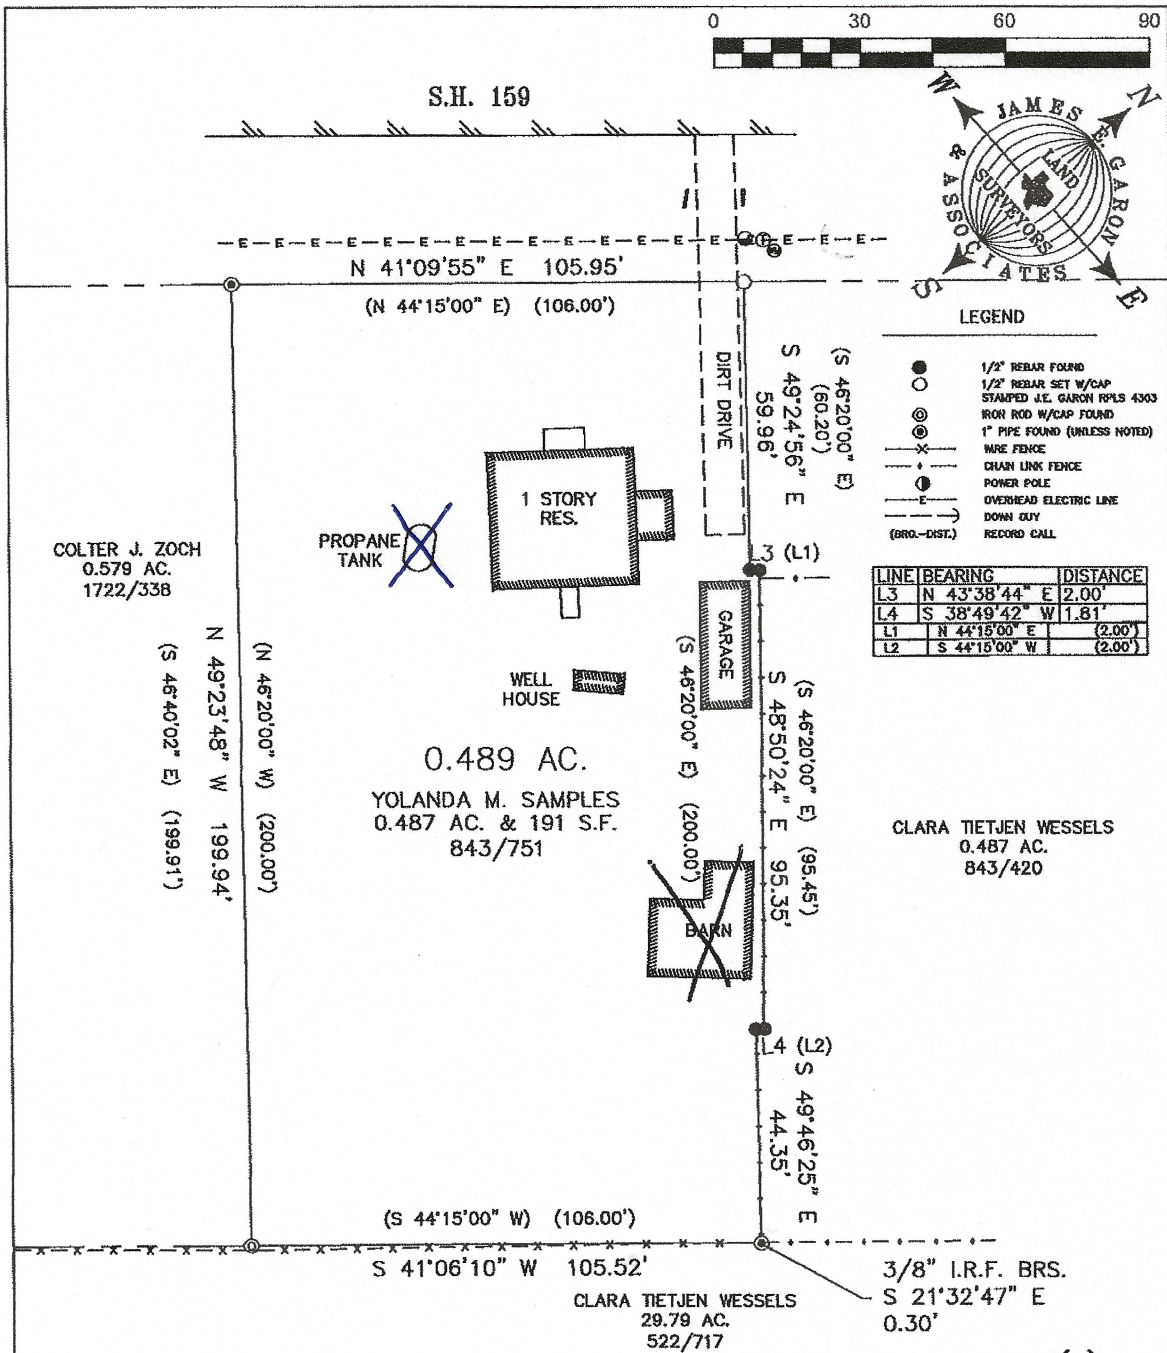 0 30 60 90
S.H. 159
W
N
JAMES E. GARON
& ASSOCIATES
LAND
SURVEYORS
S
E
E E E E E E E E E E E E E E E E E
N 41°09'55" E 105.95'
(N 44°15'00" E) (106.00')
LEGEND
1/2" REBAR FOUND
1/2" REBAR SET W/CAP
STAMPED J.E. GARON RPLS 4303
IRON ROD W/CAP FOUND
1" PIPE FOUND (UNLESS NOTED)
WIRE FENCE
CHAIN LINK FENCE
POWER POLE
E OVERHEAD ELECTRIC LINE
DOWN GUY
(BRG.-DIST.) RECORD CALL
DIRT DRIVE
S 49°24'56" E
59.96'
(S 46°20'00" E)
(60.20')
1 STORY
RES.
PROPANE
TANK
COLTER J. ZOCH
0.579 AC.
1722/338
L3 (L1)
LINE BEARING DISTANCE
L3 N 43°38'44" E 2.00'
L4 S 38°49'42" W 1.81'
L1 N 44°15'00" E (2.00')
L2 S 44°15'00" W (2.00')
GARAGE
WELL
HOUSE
(S 46°40'02" E) (199.91')
N 49°23'48" W 199.94'
(N 46°20'00" W) (200.00')
(S 46°20'00" E) (200.00')
S 48°50'24" E 95.35'
(S 46°20'00" E) (95.45')
0.489 AC.
YOLANDA M. SAMPLES
0.487 AC. & 191 S.F.
843/751
CLARA TIETJEN WESSELS
0.487 AC.
843/420
BARN
L4 (L2)
S 49°46'25" E
44.35'
(S 44°15'00" W) (106.00')
S 41°06'10" W 105.52'
CLARA TIETJEN WESSELS
29.79 AC.
522/717
3/8" I.R.F. BRS.
S 21°32'47" E
0.30'